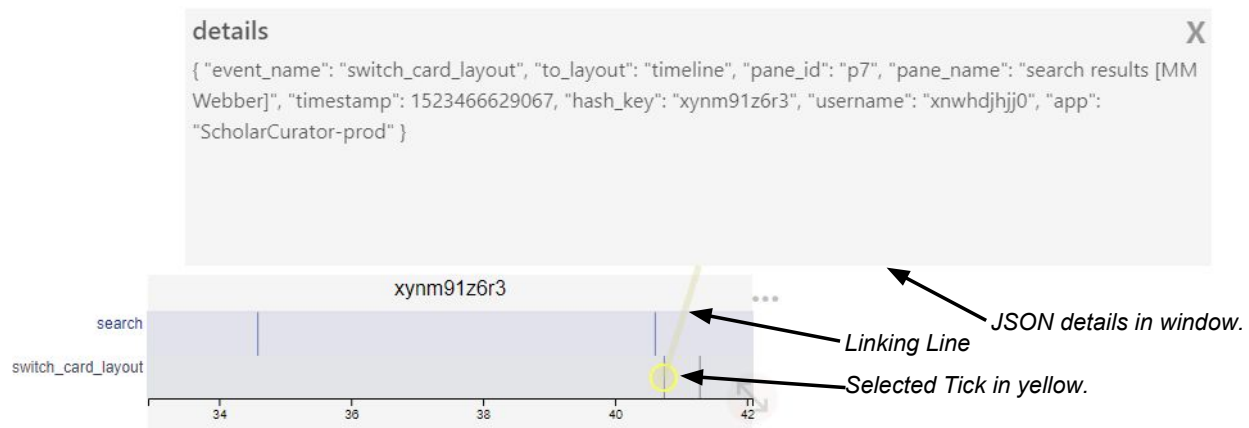 details
X
{ "event_name": "switch_card_layout", "to_layout": "timeline", "pane_id": "p7", "pane_name": "search results [MM
Webber]", "timestamp": 1523466629067, "hash_key": "xynm91z6r3", "username": "xnwhdjhjj0", "app":
"ScholarCurator-prod" }
xynm91z6r3
...
search
JSON details in window.
Linking Line
switch_card_layout
Selected Tick in yellow.
34 36 38 40 42